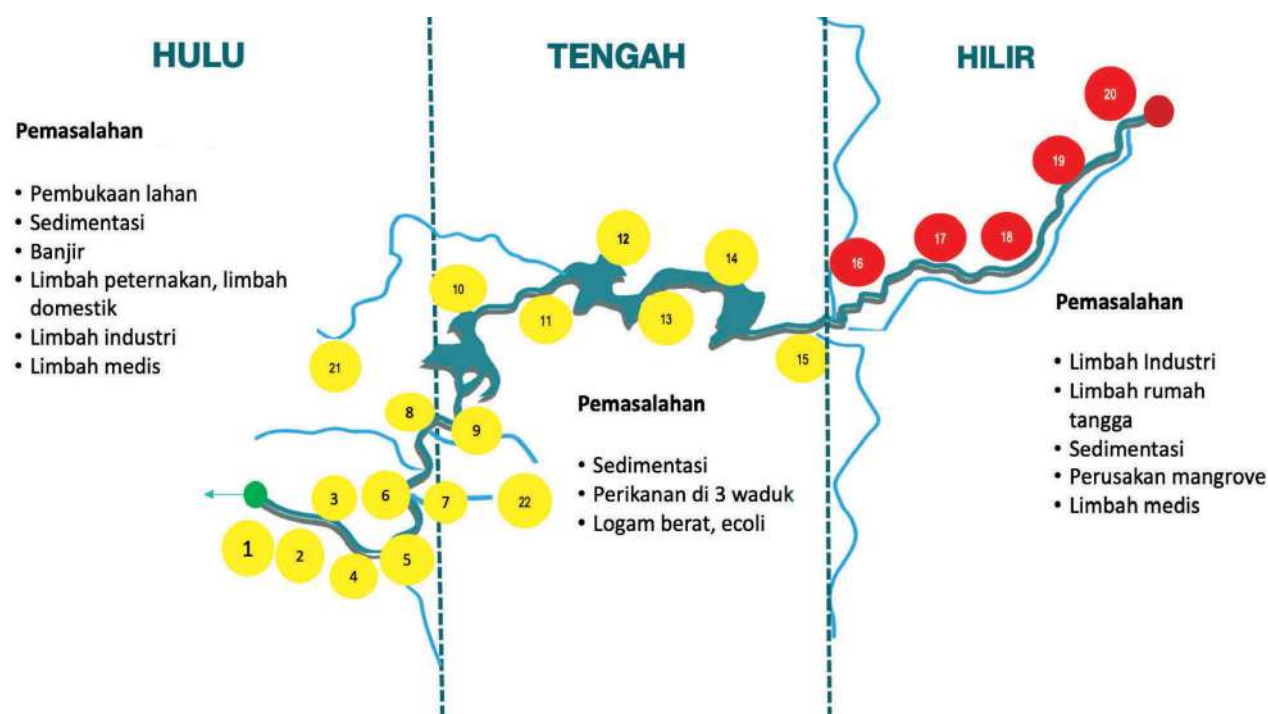 HULU
TENGAH
HILIR
Pemasalahan
• Pembukaan lahan
• Sedimentasi
• Banjir
• Limbah peternakan, limbah
domestik
• Limbah industri
• Limbah medis
Pemasalahan
• Sedimentasi
• Perikanan di 3 waduk
• Logam berat, ecoli
Pemasalahan
• Limbah Industri
• Limbah rumah
tangga
• Sedimentasi
• Perusakan mangrove
• Limbah medis
1
2
3
4
5
6
7
8
9
10
11
12
13
14
15
16
17
18
19
20
21
22